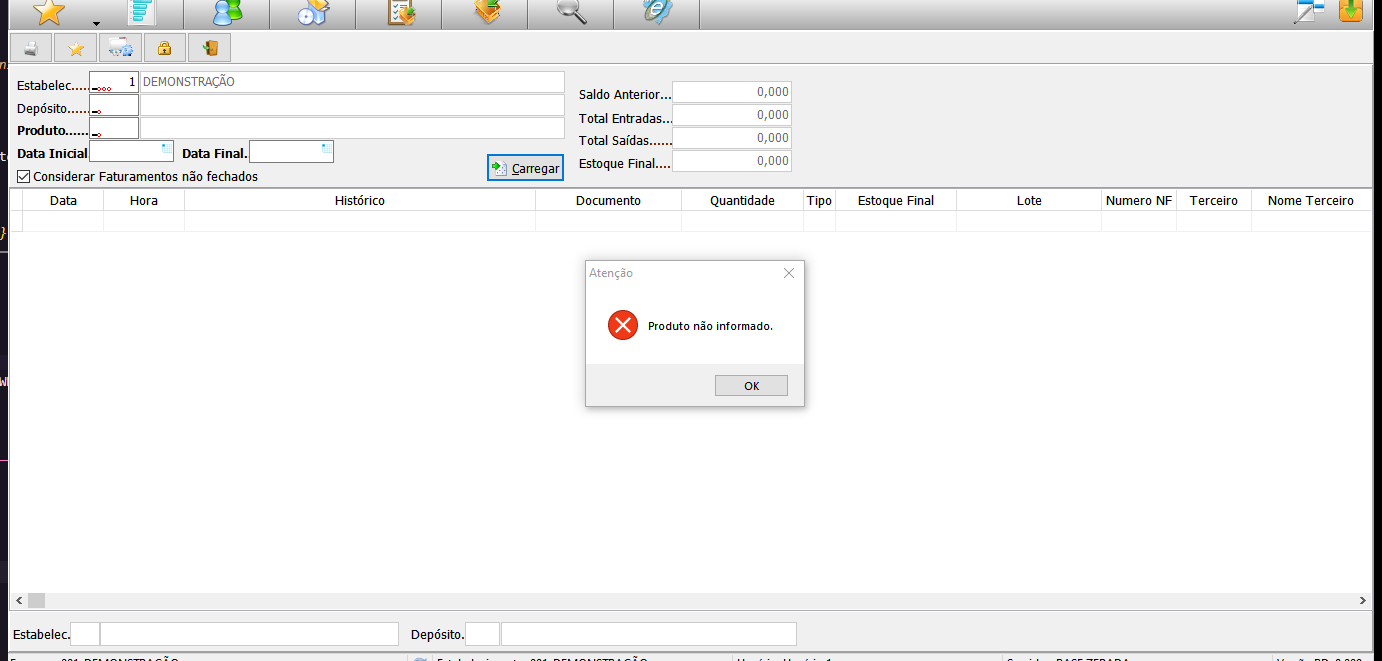 Estabelec..... 1 DEMONSTRAÇÃO
Depósito......
Produto......
Data Inicial Data Final.
Considerar Faturamentos não fechados
Carregar
Saldo Anterior... 0,000
Total Entradas.. 0,000
Total Saídas...... 0,000
Estoque Final.... 0,000
Data Hora Histórico Documento Quantidade Tipo Estoque Final Lote Numero NF Terceiro Nome Terceiro
Atenção
Produto não informado.
OK
Estabelec. Depósito.